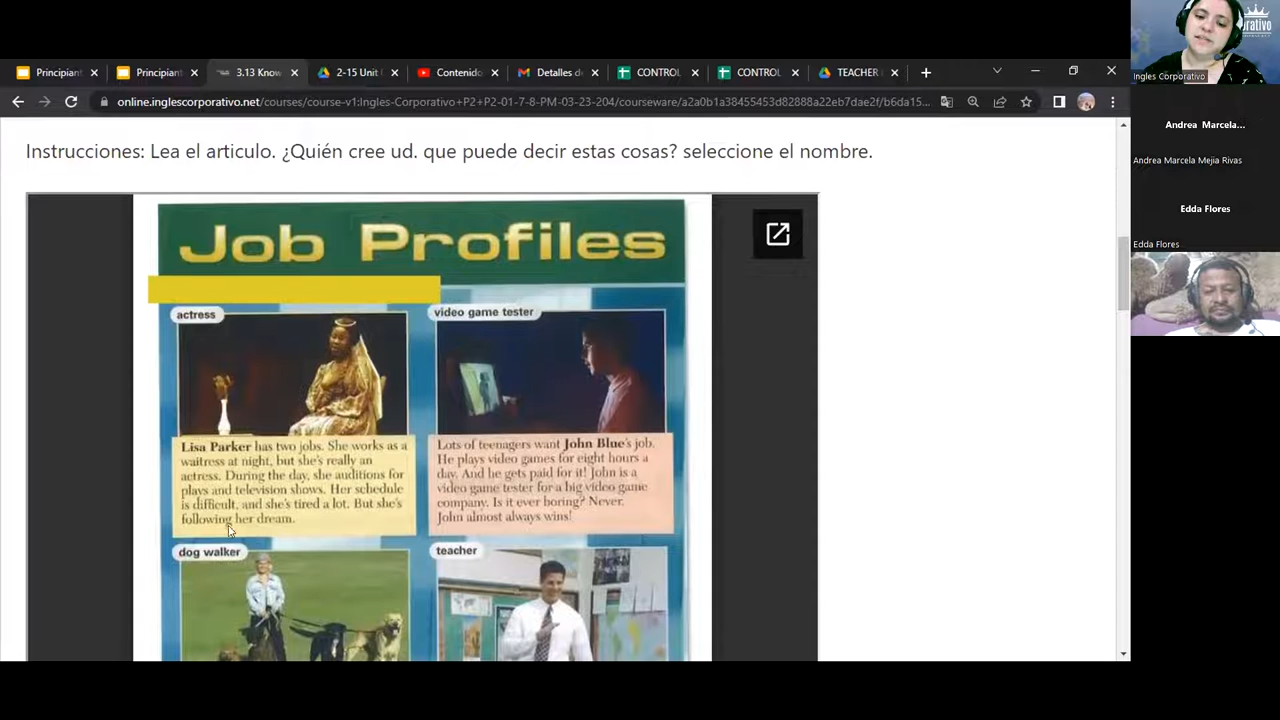 Principiant
Principiant
3.13 Know
2-15 Unit
Contenido
Detalles de
CONTROL
CONTROL
TEACHER
online.inglescorporativo.net/courses/course-v1:Ingles-Corporativo+P2+P2-01-7-8-PM-03-23-204/courseware/a2a0b1a38455453d82888a22eb7dae2f/b6da15...
Instrucciones: Lea el articulo. ¿Quién cree ud. que puede decir estas cosas? seleccione el nombre.
Job Profiles
actress
Lisa Parker has two jobs. She works as a
waitress at night, but she's really an
actress. During the day, she auditions for
plays and television shows. Her schedule
is difficult, and she's tired a lot. But she's
following her dream.
video game tester
Lots of teenagers want John Blue's job.
He plays video games for eight hours a
day. And he gets paid for it! John is a
video game tester for a big video game
company. Is it ever boring? Never.
John almost always wins!
dog walker
teacher
Ingles Corporativo
Andrea Marcela...
Andrea Marcela Mejia Rivas
Edda Flores
Edda Flores